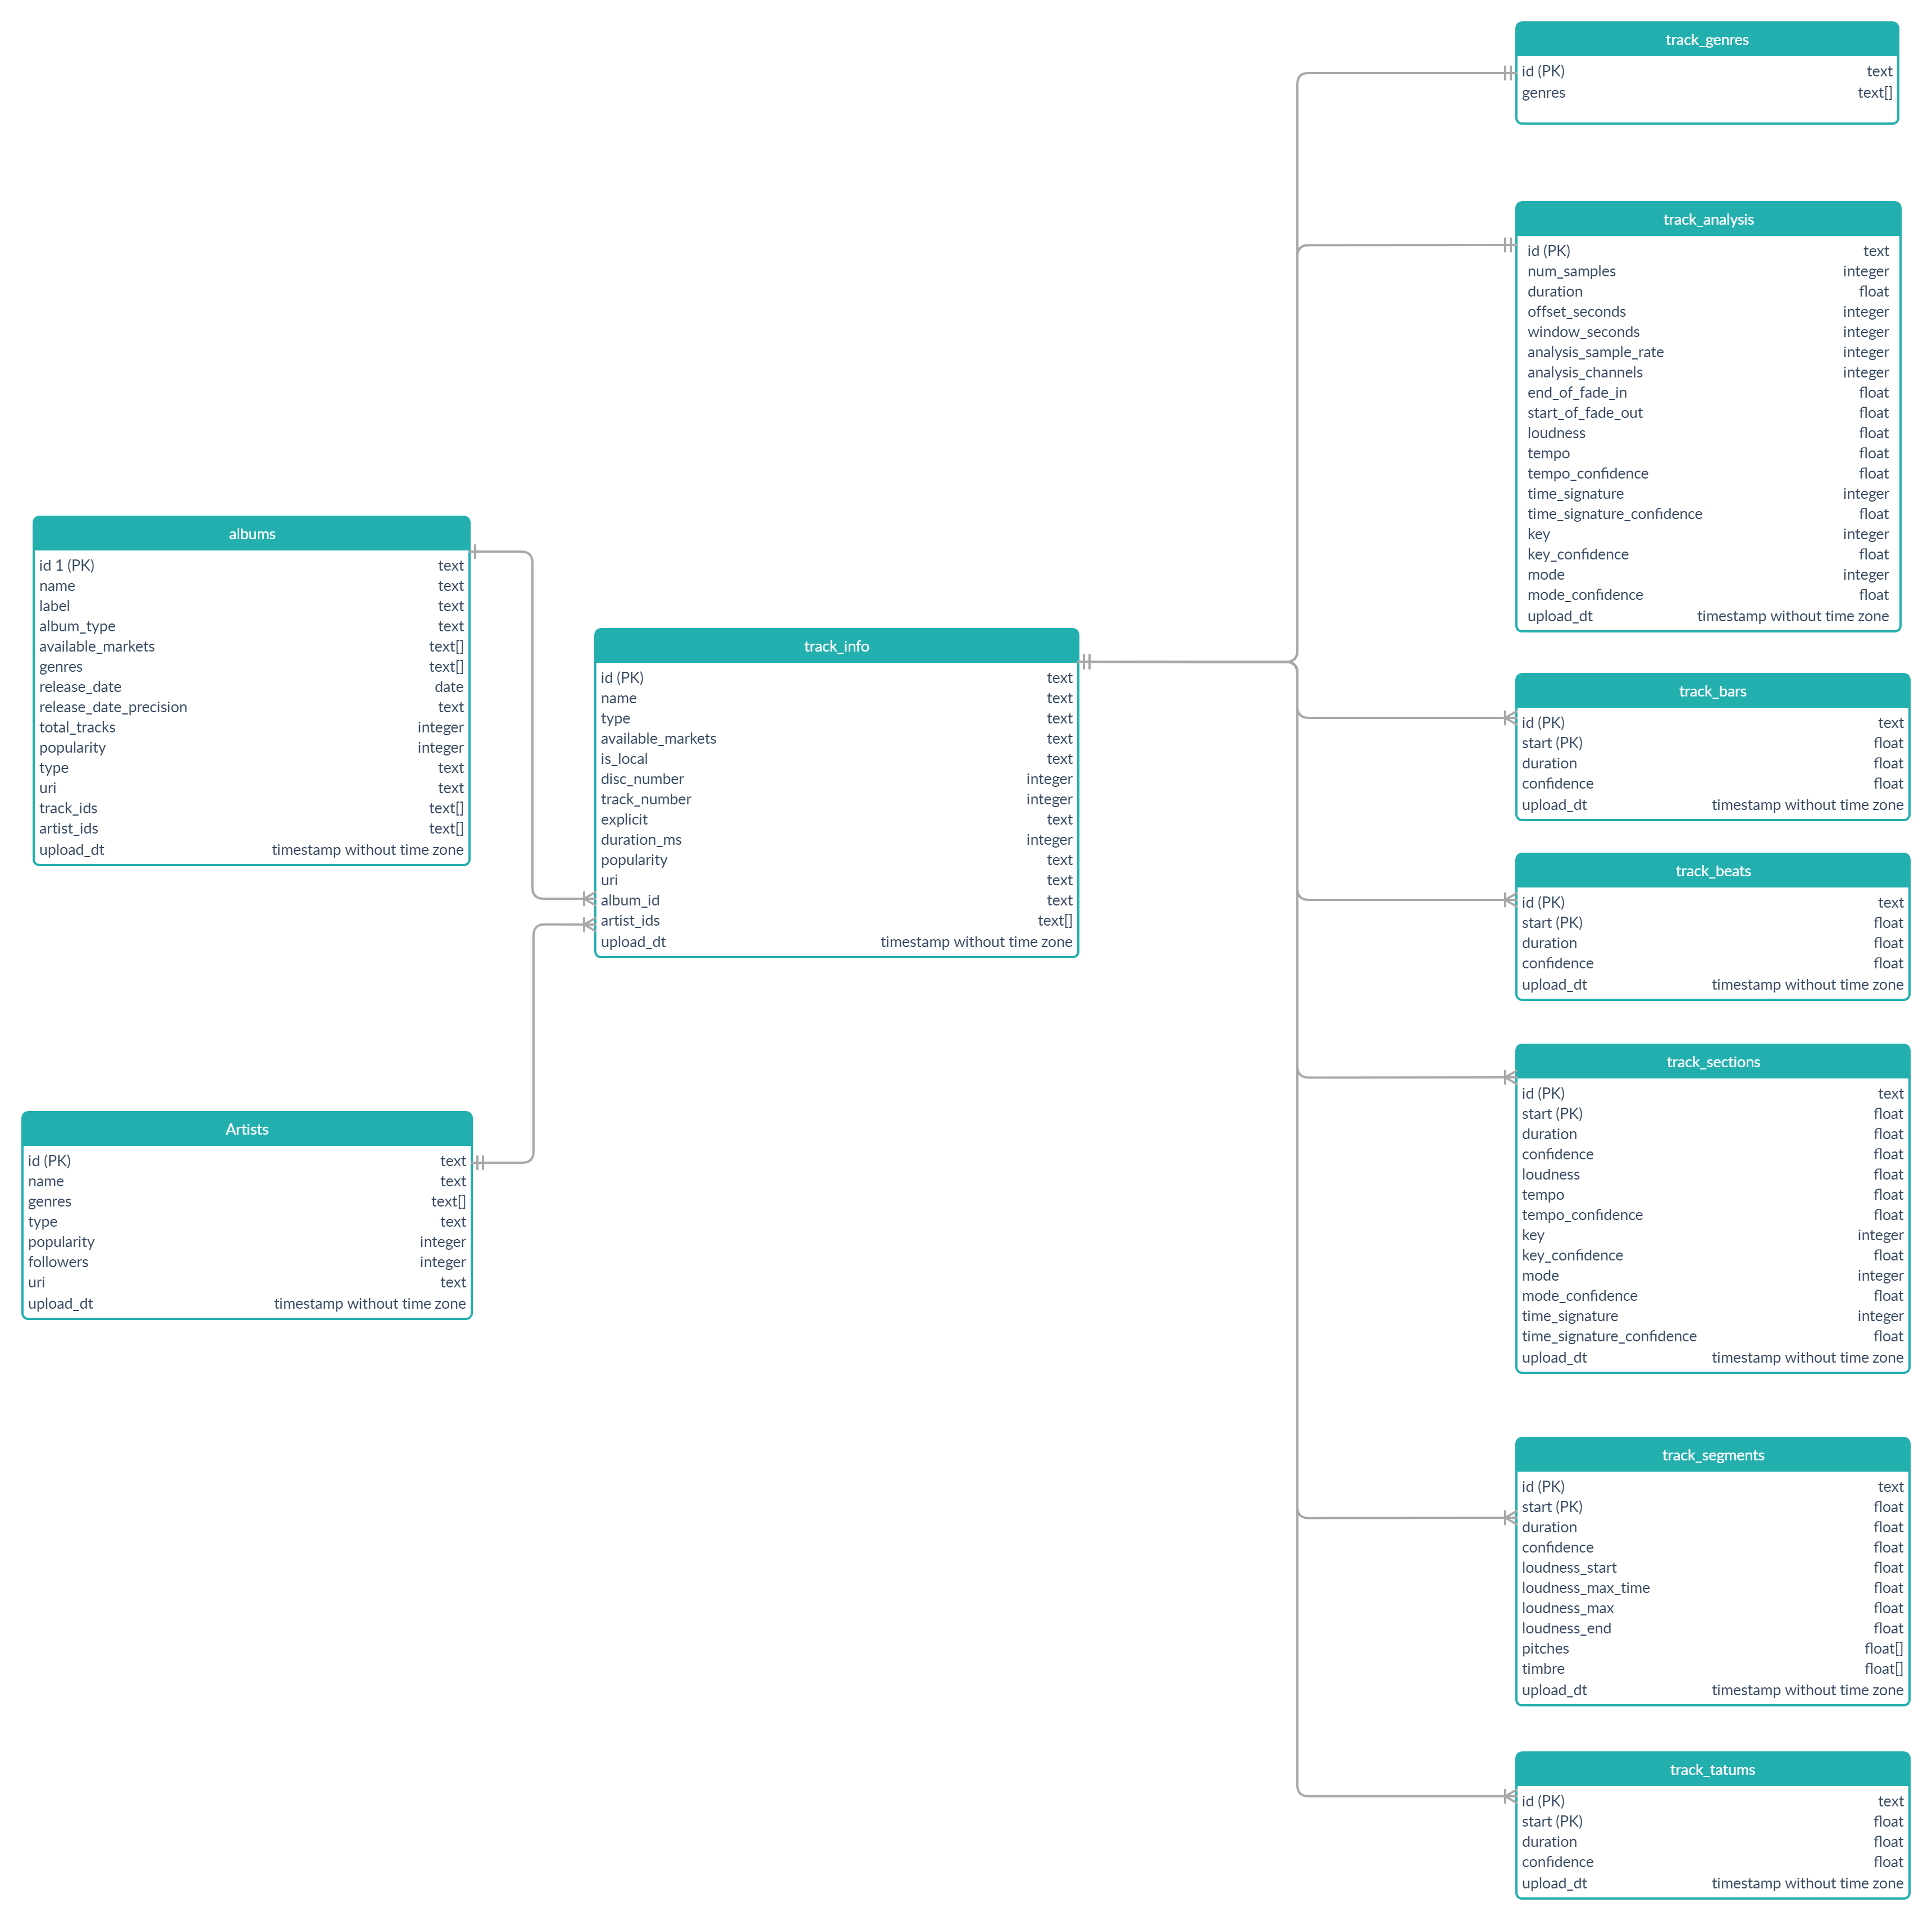 track_genres
id (PK) text
genres text[]
track_analysis
id (PK) text
num_samples integer
duration float
offset_seconds integer
window_seconds integer
analysis_sample_rate integer
analysis_channels integer
end_of_fade_in float
start_of_fade_out float
loudness float
tempo float
tempo_confidence float
time_signature integer
time_signature_confidence float
key integer
key_confidence float
mode integer
mode_confidence float
upload_dt timestamp without time zone
albums
id 1 (PK) text
name text
label text
album_type text
available_markets text[]
genres text[]
release_date date
release_date_precision text
total_tracks integer
popularity integer
type text
uri text
track_ids text[]
artist_ids text[]
upload_dt timestamp without time zone
track_info
id (PK) text
name text
type text
available_markets text
is_local text
disc_number integer
track_number integer
explicit text
duration_ms integer
popularity text
uri text
album_id text
artist_ids text[]
upload_dt timestamp without time zone
track_bars
id (PK) text
start (PK) float
duration float
confidence float
upload_dt timestamp without time zone
track_beats
id (PK) text
start (PK) float
duration float
confidence float
upload_dt timestamp without time zone
Artists
id (PK) text
name text
genres text[]
type text
popularity integer
followers integer
uri text
upload_dt timestamp without time zone
track_sections
id (PK) text
start (PK) float
duration float
confidence float
loudness float
tempo float
tempo_confidence float
key integer
key_confidence float
mode integer
mode_confidence float
time_signature integer
time_signature_confidence float
upload_dt timestamp without time zone
track_segments
id (PK) text
start (PK) float
duration float
confidence float
loudness_start float
loudness_max_time float
loudness_max float
loudness_end float
pitches float[]
timbre float[]
upload_dt timestamp without time zone
track_tatums
id (PK) text
start (PK) float
duration float
confidence float
upload_dt timestamp without time zone